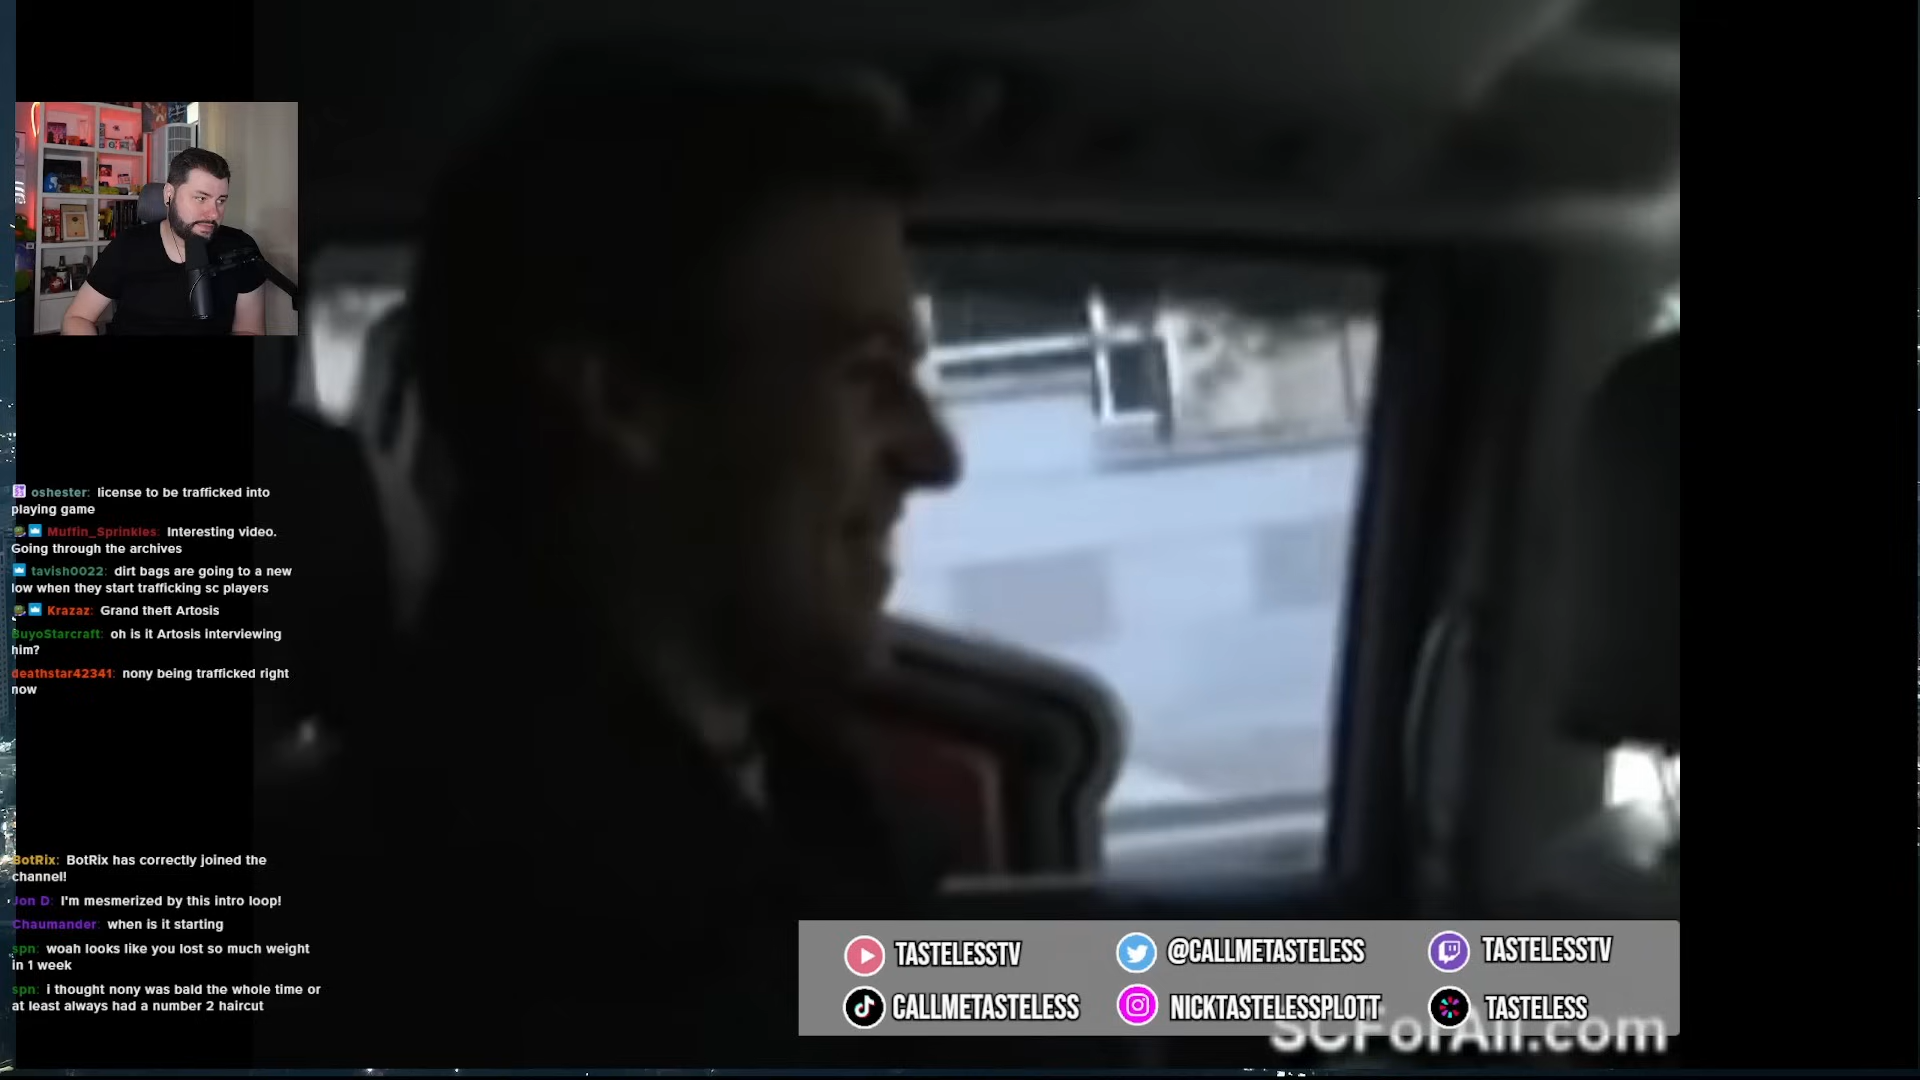 oshester: license to be trafficked into
playing game
Muffin_Sprinkles: Interesting video.
Going through the archives
tavish0022: dirt bags are going to a new
low when they start trafficking sc players
Krazaz: Grand theft Artosis
BuyoStarcraft: oh is it Artosis interviewing
him?
deathstar42341: nony being trafficked right
now
BotRix: BotRix has correctly joined the
channel!
Jon D: I'm mesmerized by this intro loop!
Chaumander: when is it starting
spn: woah looks like you lost so much weight
in 1 week
spn: i thought nony was bald the whole time or
at least always had a number 2 haircut
TASTELESSTV @CALLMETASTELESS TASTELESSTV
CALLMETASTELESS NICKTASTELESSPLOTT TASTELESS
SCForAll.com